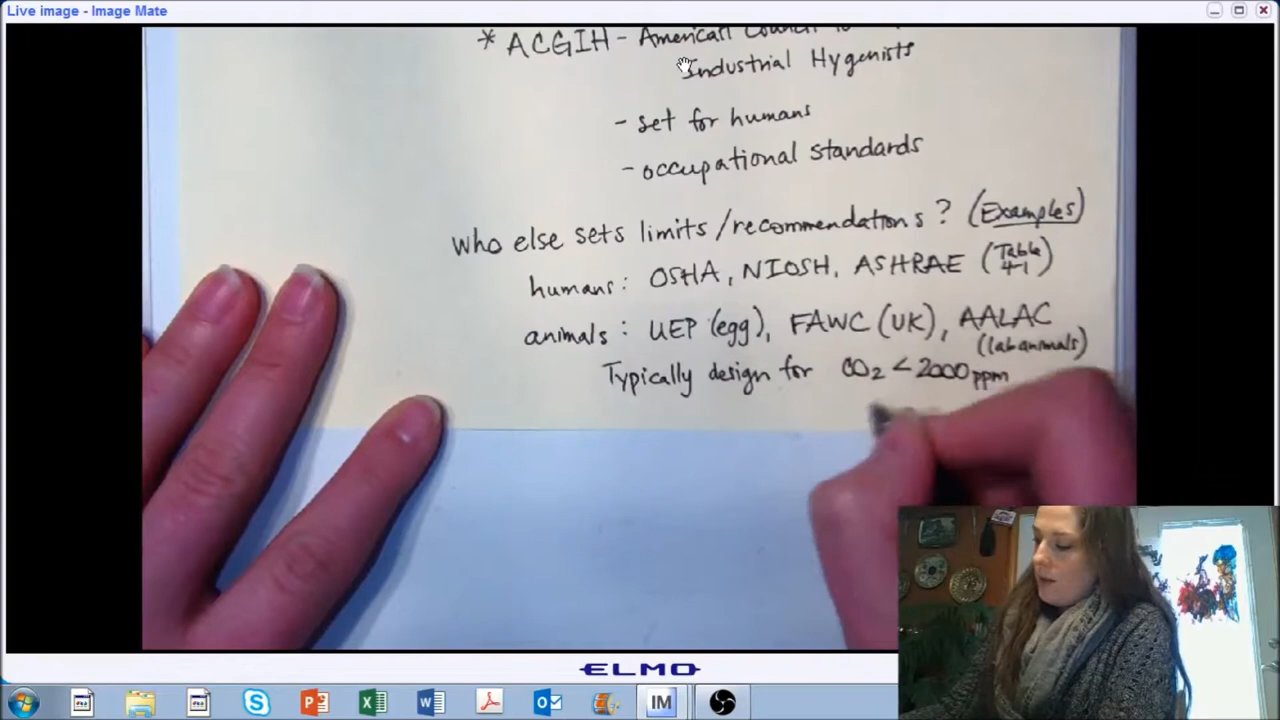 Live image - Image Mate
* ACGIH - American Council
Industrial Hygenists
- set for humans
- occupational standards
who else sets limits/recommendations? (Examples)
humans: OSHA, NIOSH, ASHRAE (Table 4-1)
animals: UEP (egg), FAWC (UK), AALAC
(lab animals)
Typically design for CO2 < 2000 ppm
ELMO
IM